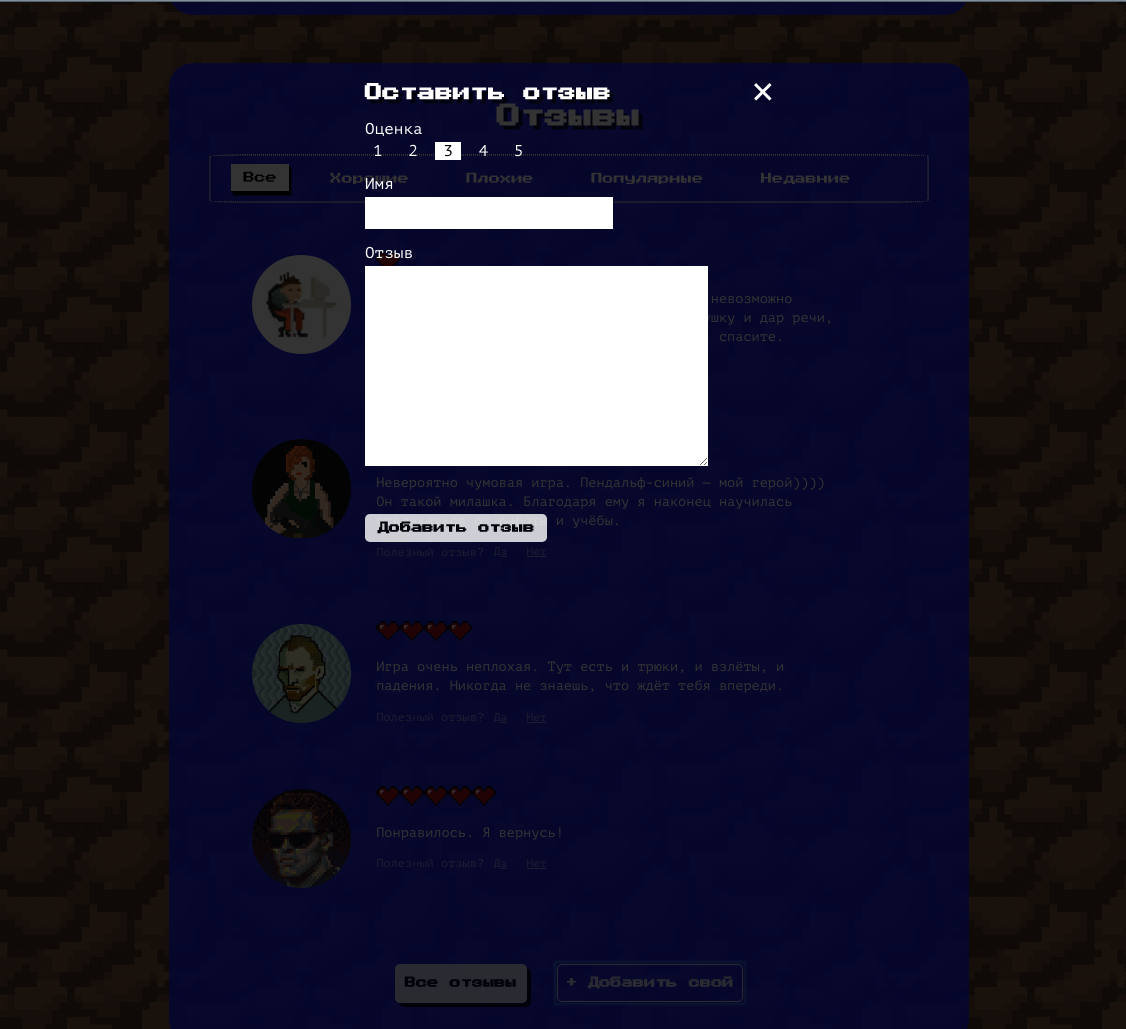 Оставить отзыв
Отзывы
Оценка
1 2 3 4 5
Все Хорошие Плохие Популярные Недавние
Имя
Отзыв
невозможно
ушку и дар речи,
спасите.
Невероятно чумовая игра. Пендальф-синий — мой герой))))
Он такой милашка. Благодаря ему я наконец научилась
и учёбы.
Добавить отзыв
Полезный отзыв? Да Нет
Игра очень неплохая. Тут есть и трюки, и взлёты, и
падения. Никогда не знаешь, что ждёт тебя впереди.
Полезный отзыв? Да Нет
Понравилось. Я вернусь!
Полезный отзыв? Да Нет
Все отзывы + Добавить свой